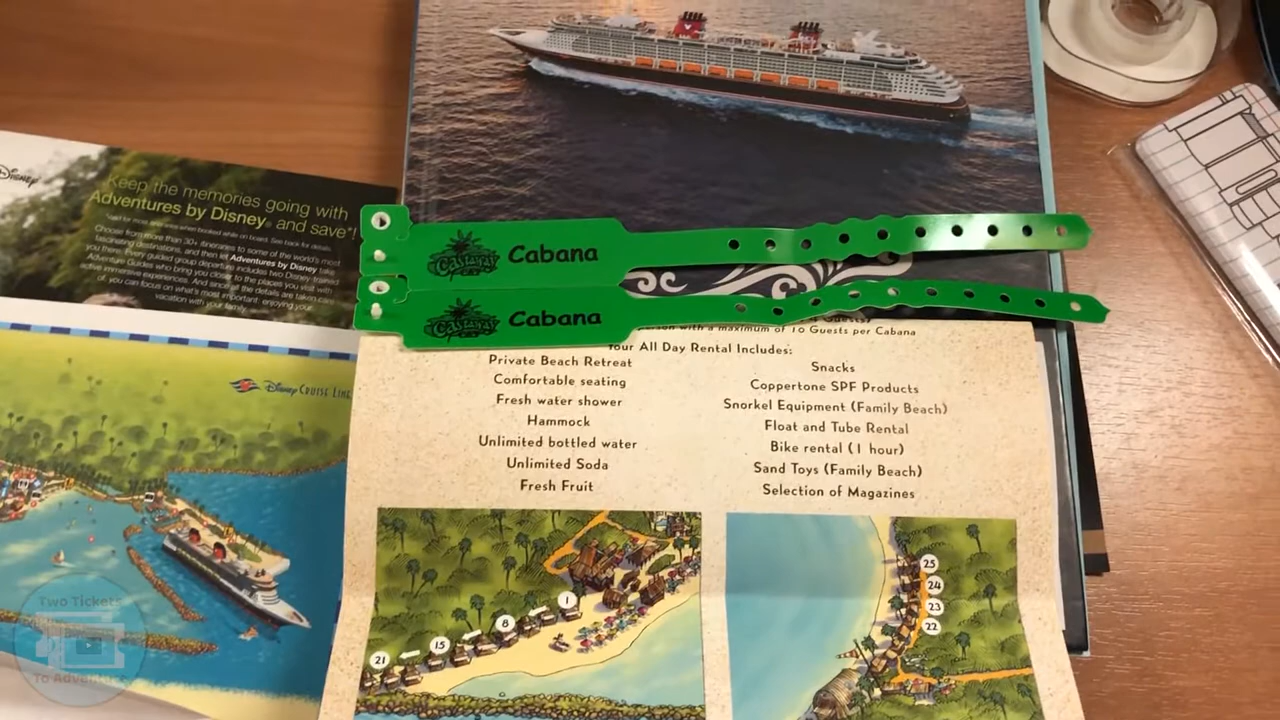 Disney
Keep the memories going with
Adventures by Disney® and save*!
Choose from more than 30+ itineraries to some of the world's most
fascinating destinations, and then let Adventures by Disney take
you there. Every guided group departure includes two Disney-trained
Adventure Guides who bring you closer to the places you visit with
active immersive experiences. And since all the details are taken care
of you can focus on what's most important: enjoying your
vacation with your family.
Castaway Cay Cabana
Castaway Cay Cabana
with a maximum of 10 Guests per Cabana
Your All Day Rental Includes:
Private Beach Retreat
Comfortable seating
Fresh water shower
Hammock
Unlimited bottled water
Unlimited Soda
Fresh Fruit
Snacks
Coppertone SPF Products
Snorkel Equipment (Family Beach)
Float and Tube Rental
Bike rental (1 hour)
Sand Toys (Family Beach)
Selection of Magazines
Disney CRUISE LINE
1
8
15
21
25
24
23
22
Two Tickets
To Adventure